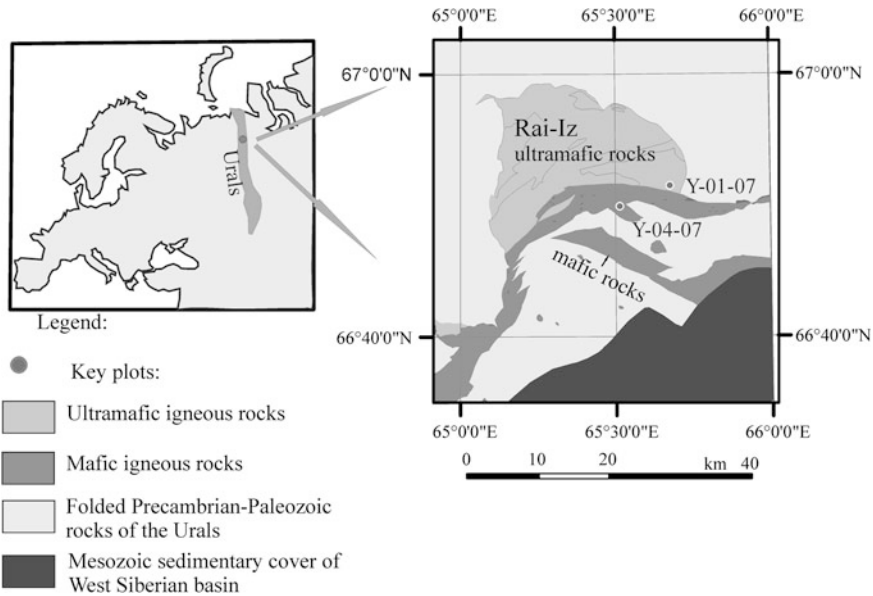 Urals
Legend:
Key plots:
Ultramafic igneous rocks
Mafic igneous rocks
Folded Precambrian-Paleozoic
rocks of the Urals
Mesozoic sedimentary cover of
West Siberian basin
65°0'0"E 65°30'0"E 66°0'0"E
67°0'0"N 67°0'0"N
Rai-Iz
ultramafic rocks
Y-01-07
Y-04-07
mafic rocks
66°40'0"N 66°40'0"N
65°0'0"E 65°30'0"E 66°0'0"E
0 10 20 km 40